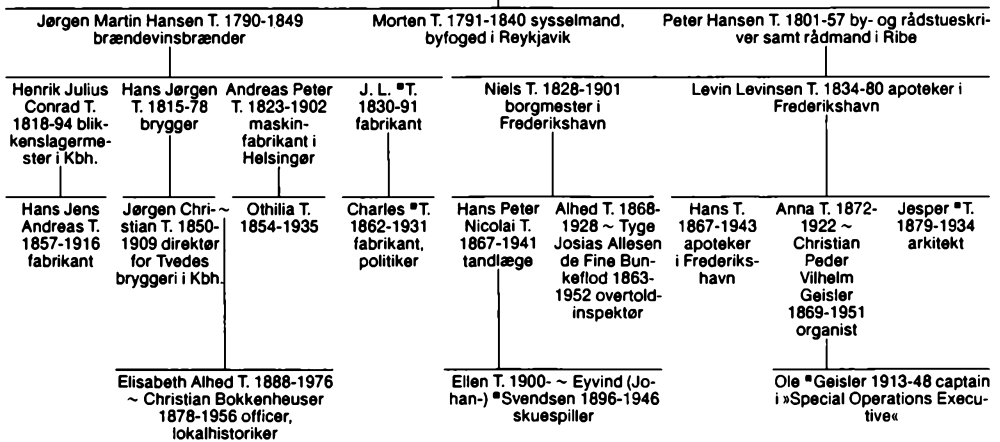 Jørgen Martin Hansen T. 1790-1849
brændevinsbrænder
Morten T. 1791-1840 sysselmand,
byfoged i Reykjavik
Peter Hansen T. 1801-57 by- og rådstueskri-
ver samt rådmand i Ribe
Henrik Julius
Conrad T.
1818-94 blik-
kenslagerme-
ster i Kbh.
Hans Jørgen
T. 1815-78
brygger
Andreas Peter
T. 1823-1902
maskin-
fabrikant i
Helsingør
J. L. ■T.
1830-91
fabrikant
Niels T. 1828-1901
borgmester i
Frederikshavn
Levin Levinsen T. 1834-80 apoteker i
Frederikshavn
Hans Jens
Andreas T.
1857-1916
fabrikant
Jørgen Chri- ~
stian T. 1850-
1909 direktør
for Tvedes
bryggeri i Kbh.
Othilia T.
1854-1935
Charles ■T.
1862-1931
fabrikant,
politiker
Hans Peter
Nicolai T.
1867-1941
tandlæge
Alhed T. 1868-
1928 ~ Tyge
Josias Allesen
de Fine Bun-
keflod 1863-
1952 overtold-
inspektør
Hans T.
1867-1943
apoteker
i Frederiks-
havn
Anna T. 1872-
1922 ~
Christian
Peder
Vilhelm
Geisler
1869-1951
organist
Jesper ■T.
1879-1934
arkitekt
Elisabeth Alhed T. 1888-1976
~ Christian Bokkenheuser
1878-1956 officer,
lokalhistoriker
Ellen T. 1900- ~ Eyvind (Jo-
han-) ■Svendsen 1896-1946
skuespiller
Ole ■Geisler 1913-48 captain
i »Special Operations Execu-
tive«